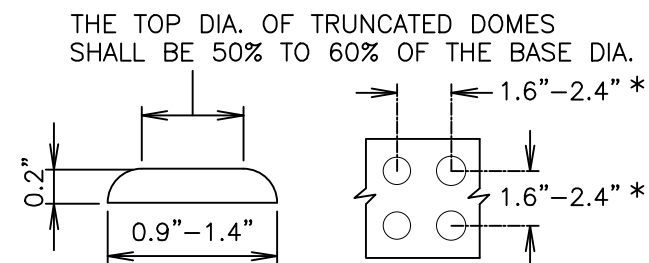 THE TOP DIA. OF TRUNCATED DOMES
SHALL BE 50% TO 60% OF THE BASE DIA.
1.6"-2.4" *
0.2"
1.6"-2.4" *
0.9"-1.4"